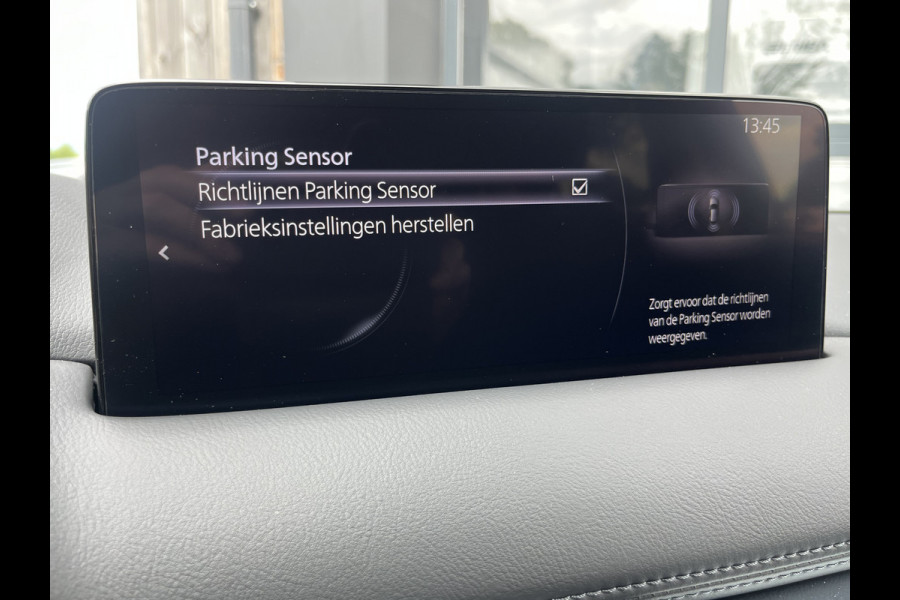 13:45
Parking Sensor
Richtlijnen Parking Sensor
Fabrieksinstellingen herstellen
Zorgt ervoor dat de richtlijnen
van de Parking Sensor worden
weergegeven.